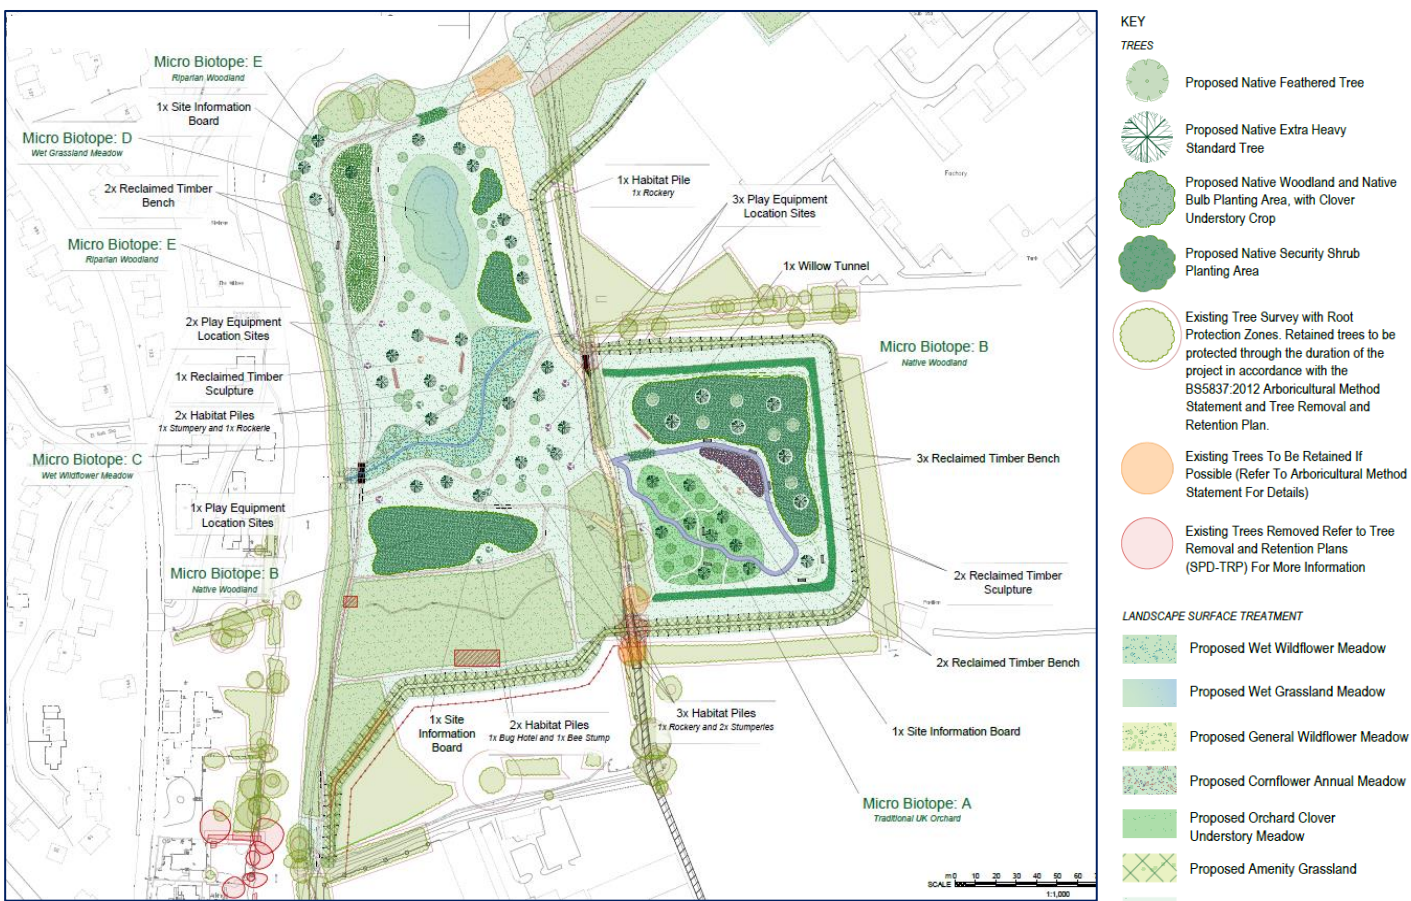 Micro Biotope: E
Riparian Woodland
1x Site Information
Board
Micro Biotope: D
Wet Grassland Meadow
2x Reclaimed Timber
Bench
Micro Biotope: E
Riparian Woodland
2x Play Equipment
Location Sites
1x Reclaimed Timber
Sculpture
2x Habitat Piles
1x Stumpery and 1x Rockerie
Micro Biotope: C
Wet Wildflower Meadow
1x Play Equipment
Location Sites
Micro Biotope: B
Native Woodland
1x Habitat Pile
1x Rockery
3x Play Equipment
Location Sites
1x Willow Tunnel
Factory
Tank
Micro Biotope: B
Native Woodland
3x Reclaimed Timber Bench
2x Reclaimed Timber
Sculpture
Pavilion
2x Reclaimed Timber Bench
1x Site Information Board
3x Habitat Piles
1x Rockery and 2x Stumperies
2x Habitat Piles
1x Bug Hotel and 1x Bee Stump
1x Site
Information
Board
Micro Biotope: A
Traditional UK Orchard
m 0 10 20 30 40 50 60
SCALE
1:1,000
KEY
TREES
Proposed Native Feathered Tree
Proposed Native Extra Heavy
Standard Tree
Proposed Native Woodland and Native
Bulb Planting Area, with Clover
Understory Crop
Proposed Native Security Shrub
Planting Area
Existing Tree Survey with Root
Protection Zones. Retained trees to be
protected through the duration of the
project in accordance with the
BS5837:2012 Arboricultural Method
Statement and Tree Removal and
Retention Plan.
Existing Trees To Be Retained If
Possible (Refer To Arboricultural Method
Statement For Details)
Existing Trees Removed Refer to Tree
Removal and Retention Plans
(SPD-TRP) For More Information
LANDSCAPE SURFACE TREATMENT
Proposed Wet Wildflower Meadow
Proposed Wet Grassland Meadow
Proposed General Wildflower Meadow
Proposed Cornflower Annual Meadow
Proposed Orchard Clover
Understory Meadow
Proposed Amenity Grassland